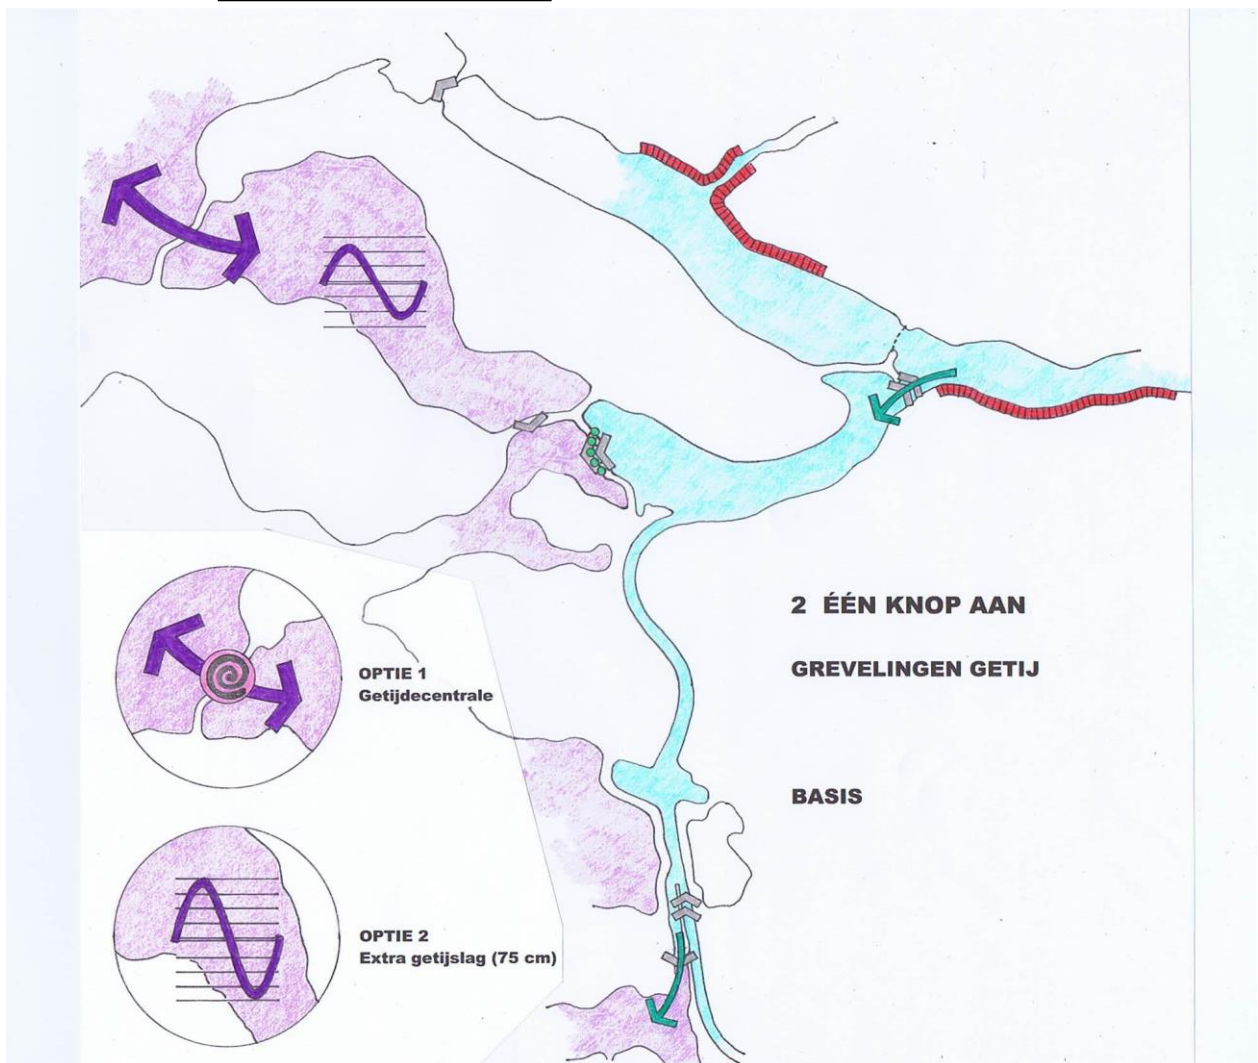 2 ÉÉN KNOP AAN
GREVELINGEN GETIJ
BASIS
OPTIE 1
Getijdecentrale
OPTIE 2
Extra getijslag (75 cm)